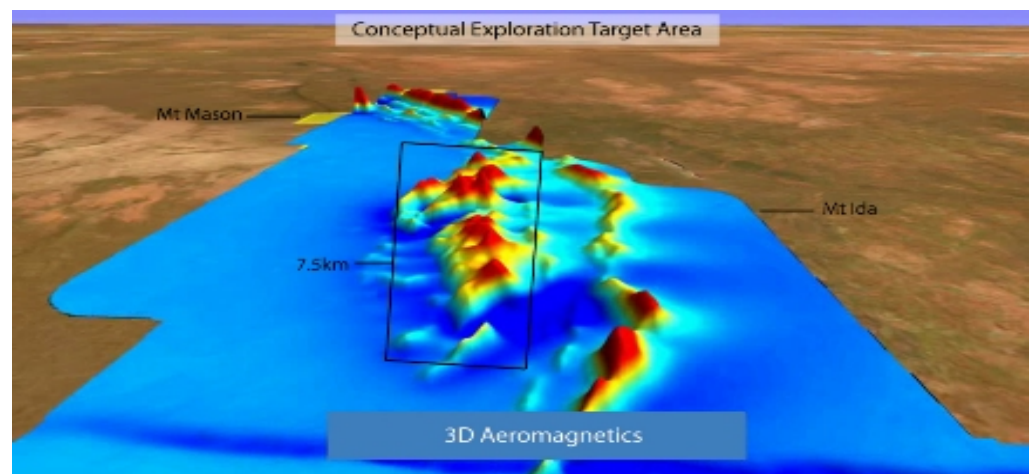 Conceptual Exploration Target Area
Mt Mason
Mt Ida
7.5km
3D Aeromagnetics